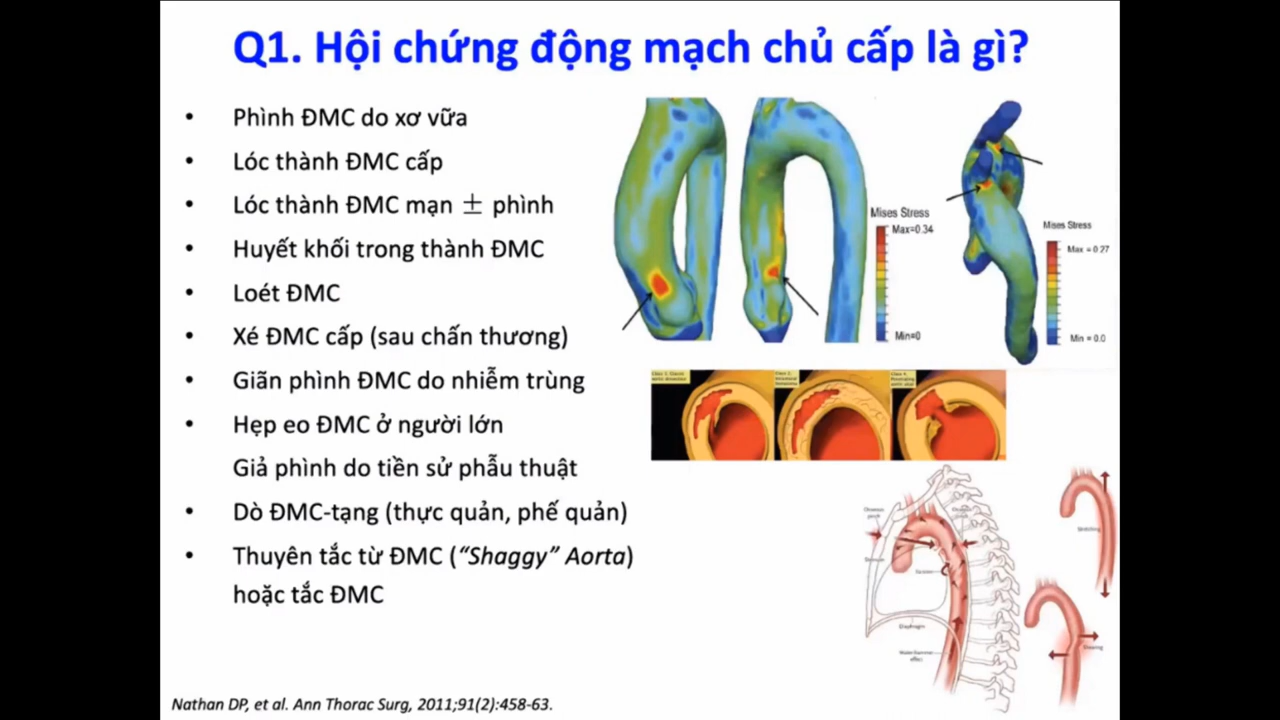 Q1. Hội chứng động mạch chủ cấp là gì?
• Phình ĐMC do xơ vữa
• Lóc thành ĐMC cấp
• Lóc thành ĐMC mạn ± phình
• Huyết khối trong thành ĐMC
• Loét ĐMC
• Xé ĐMC cấp (sau chấn thương)
• Giãn phình ĐMC do nhiễm trùng
• Hẹp eo ĐMC ở người lớn
Giả phình do tiền sử phẫu thuật
• Dò ĐMC-tạng (thực quản, phế quản)
• Thuyên tắc từ ĐMC (“Shaggy” Aorta)
hoặc tắc ĐMC
Mises Stress
Max=0.34
Min=0
Mises Stress
Max = 0.27
Min = 0.0
Diaphragm
Water-hammer
effect
Shearing
Nathan DP, et al. Ann Thorac Surg, 2011;91(2):458-63.